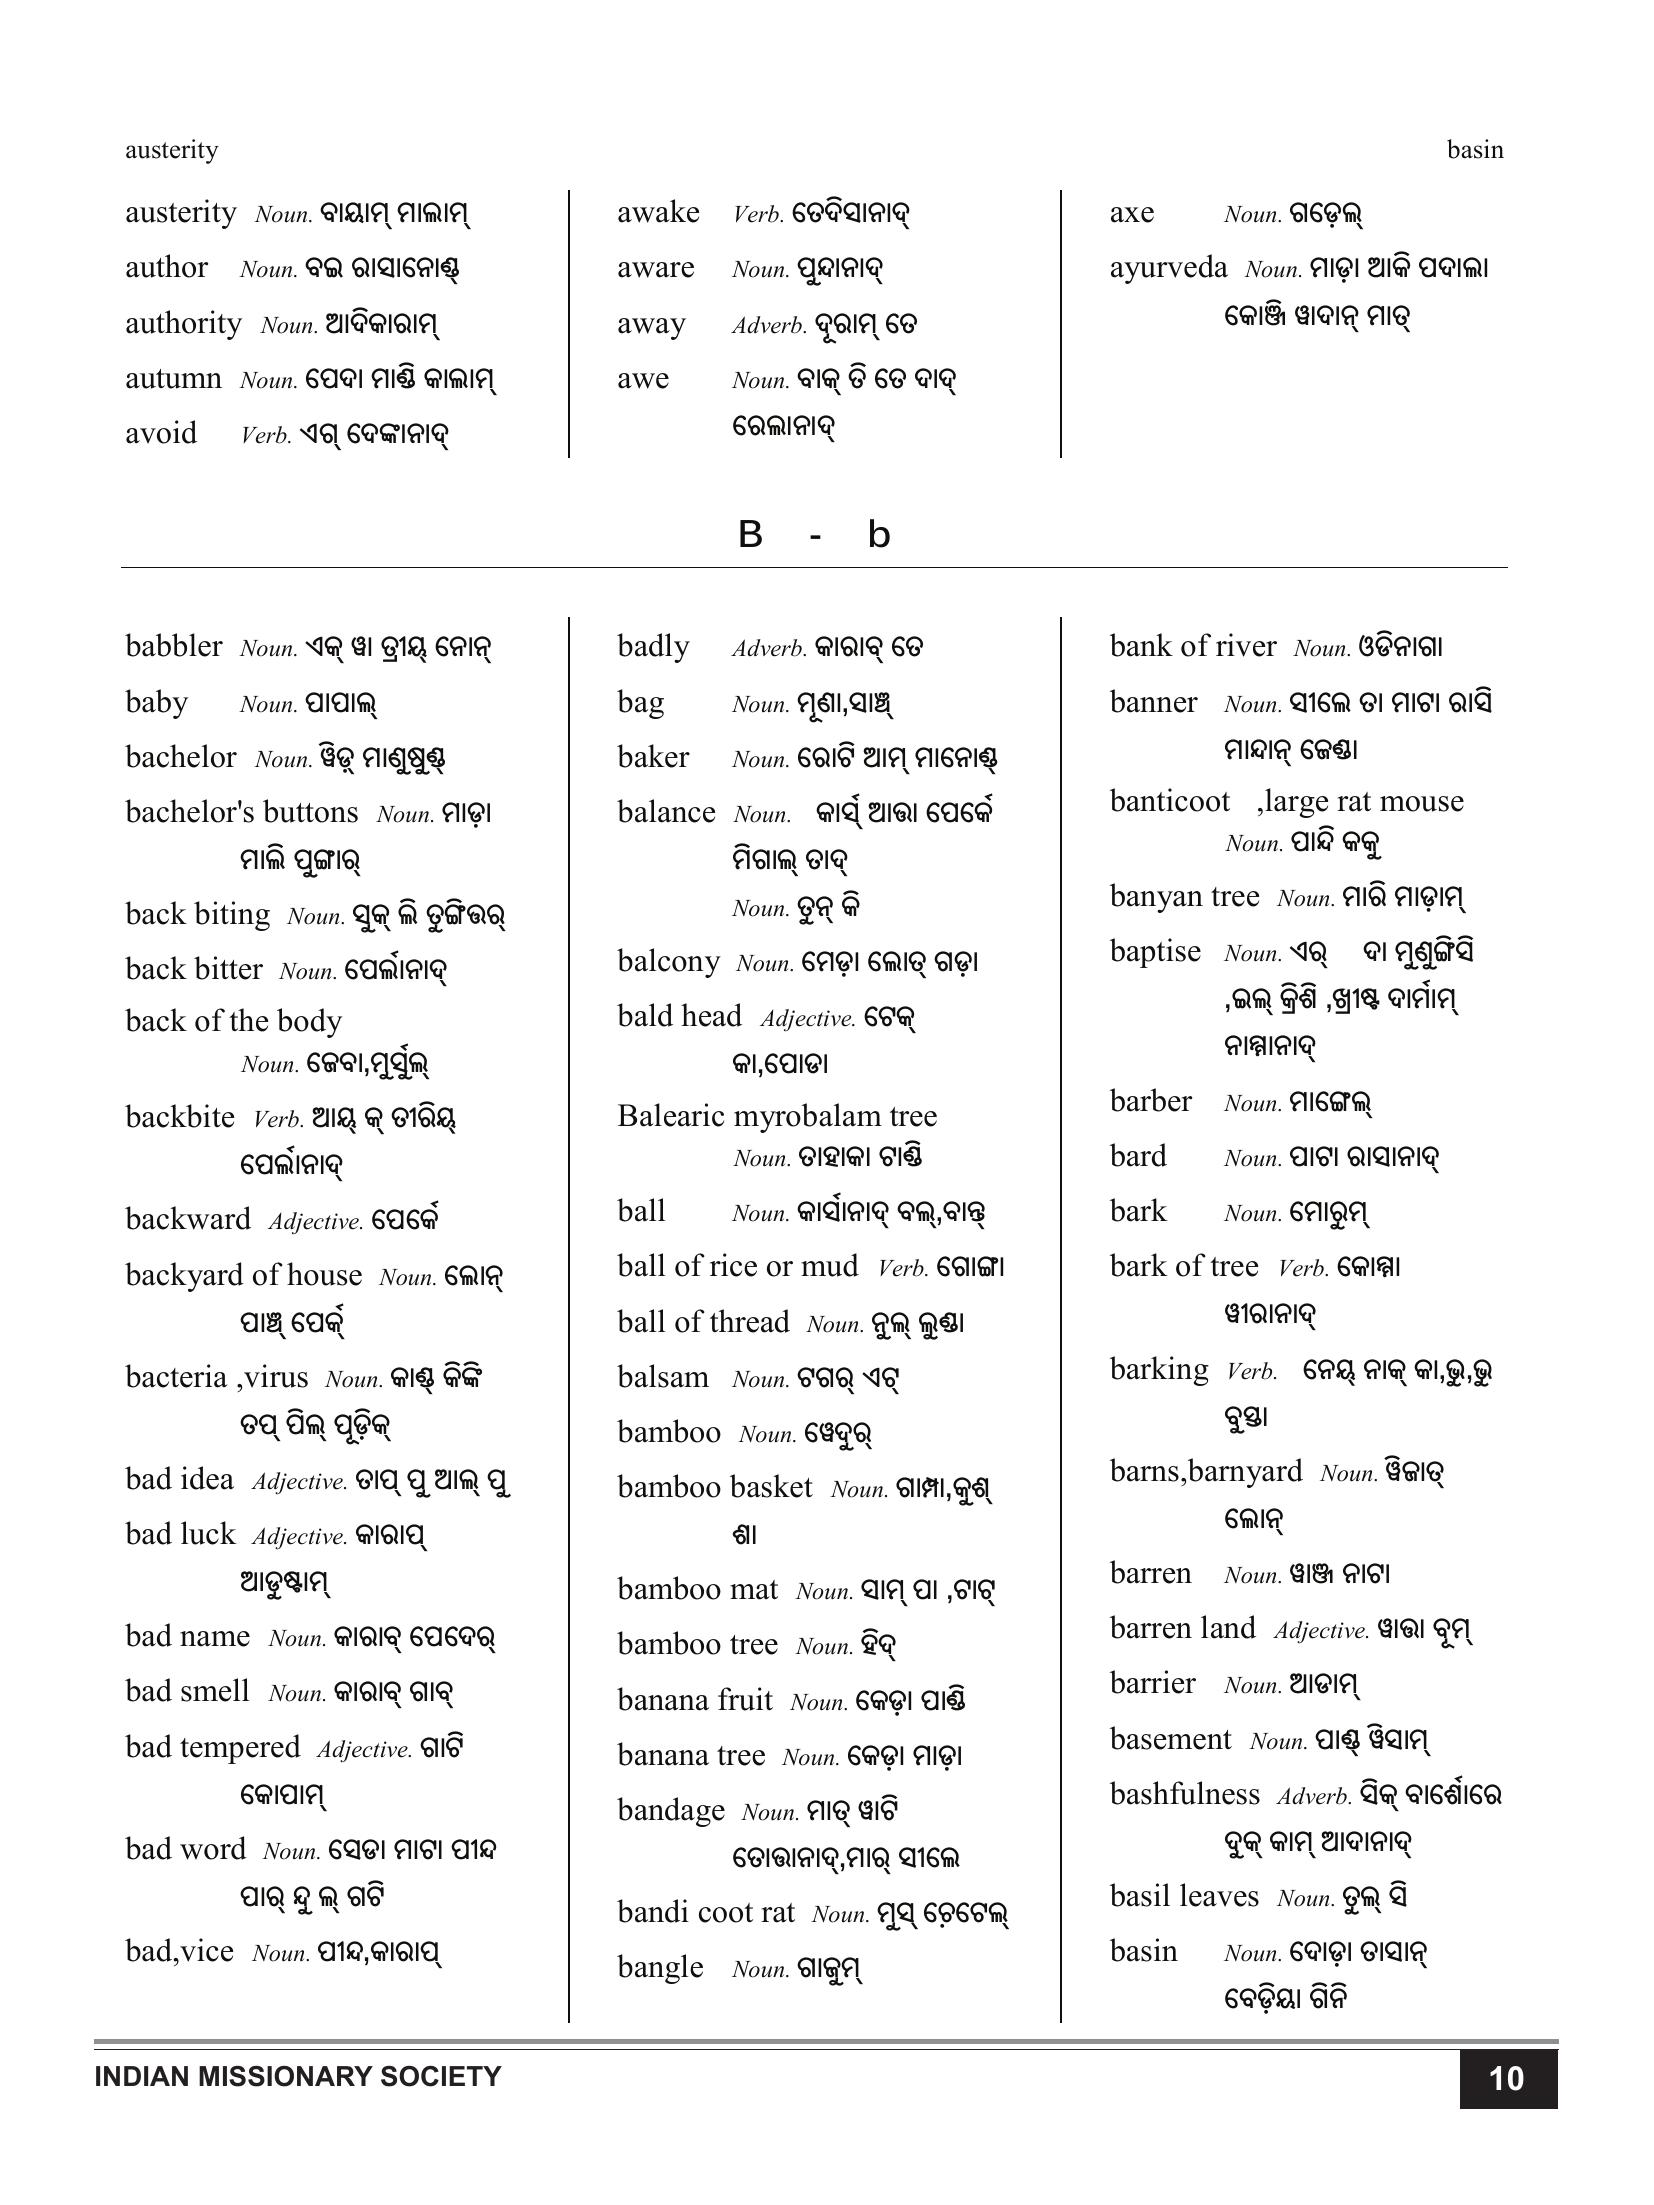 austerity basin
austerity Noun. ବାୟାମ୍ ମାଲାମ୍
author Noun. ବଇ ରାସାନୋଣ୍ଡ୍
authority Noun. ଆଦିକାରାମ୍
autumn Noun. ପେଦା ମାଣ୍ଡି କାଲାମ୍
avoid Verb. ଏଗ୍ ଦେଙ୍କାନାଦ୍
awake Verb. ତେଦିସାନାଦ୍
aware Noun. ପୁନ୍ଦାନାଦ୍
away Adverb. ଦୂରାମ୍ ତେ
awe Noun. ବାକ୍ ତି ତେ ଦାଦ୍
ରେଲାନାଦ୍
axe Noun. ଗଡ଼େଲ୍
ayurveda Noun. ମାଡ଼ା ଆକି ପଦାଲା
କୋଞ୍ଜି ୱାଦାନ୍ ମାତ୍
B - b
babbler Noun. ଏକ୍ ୱା ତ୍ରୀୟ୍ ନୋନ୍
baby Noun. ପାପାଲ୍
bachelor Noun. ୱିଡ଼୍ ମାଣୁଷୁଣ୍ଡ୍
bachelor's buttons Noun. ମାଡ଼ା
ମାଲି ପୁଙ୍ଗାର୍
back biting Noun. ସୁକ୍ ଲି ତୁଙ୍ଗିତ୍ତର୍
back bitter Noun. ପେର୍ଲାନାଦ୍
back of the body
Noun. ଜେବା,ମୁର୍ସୁଲ୍
backbite Verb. ଆୟ୍ କ୍ ତୀରିୟ୍
ପେର୍ଲାନାଦ୍
backward Adjective. ପେର୍କେ
backyard of house Noun. ଲୋନ୍
ପାଞ୍ଚ୍ ପେର୍କ୍
bacteria ,virus Noun. କାଣ୍ଡ୍ କିଙ୍କି
ତପ୍ ପିଲ୍ ପୂଡ଼ିକ୍
bad idea Adjective. ତାପ୍ ପୁ ଆଲ୍ ପୁ
bad luck Adjective. କାରାପ୍
ଆଡୁଷ୍ଟାମ୍
bad name Noun. କାରାବ୍ ପେଦେର୍
bad smell Noun. କାରାବ୍ ଗାବ୍
bad tempered Adjective. ଗାଟି
କୋପାମ୍
bad word Noun. ସେଡା ମାଟା ପୀନ୍ଦ
ପାର୍ ନ୍ଦୁ ଲ୍ ଗଟି
bad,vice Noun. ପୀନ୍ଦ,କାରାପ୍
badly Adverb. କାରାବ୍ ତେ
bag Noun. ମୂଣା,ସାଞ୍ଚ୍
baker Noun. ରୋଟି ଆମ୍ ମାନୋଣ୍ଡ୍
balance Noun. କାର୍ସ୍ ଆତ୍ତା ପେର୍କେ
ମିଗାଲ୍ ତାଦ୍
Noun. ତୁନ୍ କି
balcony Noun. ମେଡ଼ା ଲୋତ୍ ଗଡ଼ା
bald head Adjective. ଟେକ୍
କା,ପୋଡା
Balearic myrobalam tree
Noun. ତାହାକା ଟାଣ୍ଡି
ball Noun. କାର୍ସାନାଦ୍ ବଲ୍,ବାନ୍ତ୍
ball of rice or mud Verb. ଗୋଙ୍ଗା
ball of thread Noun. ନୁଲ୍ ଲୁଣ୍ଡା
balsam Noun. ଟଗର୍ ଏଟ୍
bamboo Noun. ୱେଦୁର୍
bamboo basket Noun. ଗାମ୍ପା,କୁଶ୍
ଶା
bamboo mat Noun. ସାମ୍ ପା ,ଟାଟ୍
bamboo tree Noun. ହିଦ୍
banana fruit Noun. କେଡ଼ା ପାଣ୍ଡି
banana tree Noun. କେଡ଼ା ମାଡ଼ା
bandage Noun. ମାତ୍ ୱାଟି
ତୋତ୍ତାନାଦ୍,ମାର୍ ସୀଲେ
bandi coot rat Noun. ମୁସ୍ ଚ଼େଟେଲ୍
bangle Noun. ଗାଜୁମ୍
bank of river Noun. ଓଡିନାଗା
banner Noun. ସୀଲେ ତା ମାଟା ରାସି
ମାନ୍ଦାନ୍ ଜେଣ୍ଡା
banticoot ,large rat mouse
Noun. ପାନ୍ଦି କକୁ
banyan tree Noun. ମାରି ମାଡ଼ାମ୍
baptise Noun. ଏର୍ ଦା ମୁଣୁଙ୍ଗିସି
,ଇଲ୍ କ୍ରିଶି ,ଖ୍ରୀଷ୍ଟ ଦାର୍ମାମ୍
ନାମ୍ମାନାଦ୍
barber Noun. ମାଙ୍ଗେଲ୍
bard Noun. ପାଟା ରାସାନାଦ୍
bark Noun. ମୋରୁମ୍
bark of tree Verb. କୋମ୍ମା
ୱୀରାନାଦ୍
barking Verb. ନେୟ୍ ନାକ୍ କା,ଭୁ,ଭୁ
ବୁସ୍ତା
barns,barnyard Noun. ୱିଜାତ୍
ଲୋନ୍
barren Noun. ୱାଞ୍ଜ ନାଟା
barren land Adjective. ୱାତ୍ତା ବୂମ୍
barrier Noun. ଆଡାମ୍
basement Noun. ପାଣ୍ଡ୍ ୱିସାମ୍
bashfulness Adverb. ସିକ୍ ବାର୍ଶୋରେ
ଦୁକ୍ କାମ୍ ଆଦାନାଦ୍
basil leaves Noun. ତୁଲ୍ ସି
basin Noun. ଦୋଡ଼ା ତାସାନ୍
ବେଡ଼ିୟା ଗିନି
INDIAN MISSIONARY SOCIETY 10